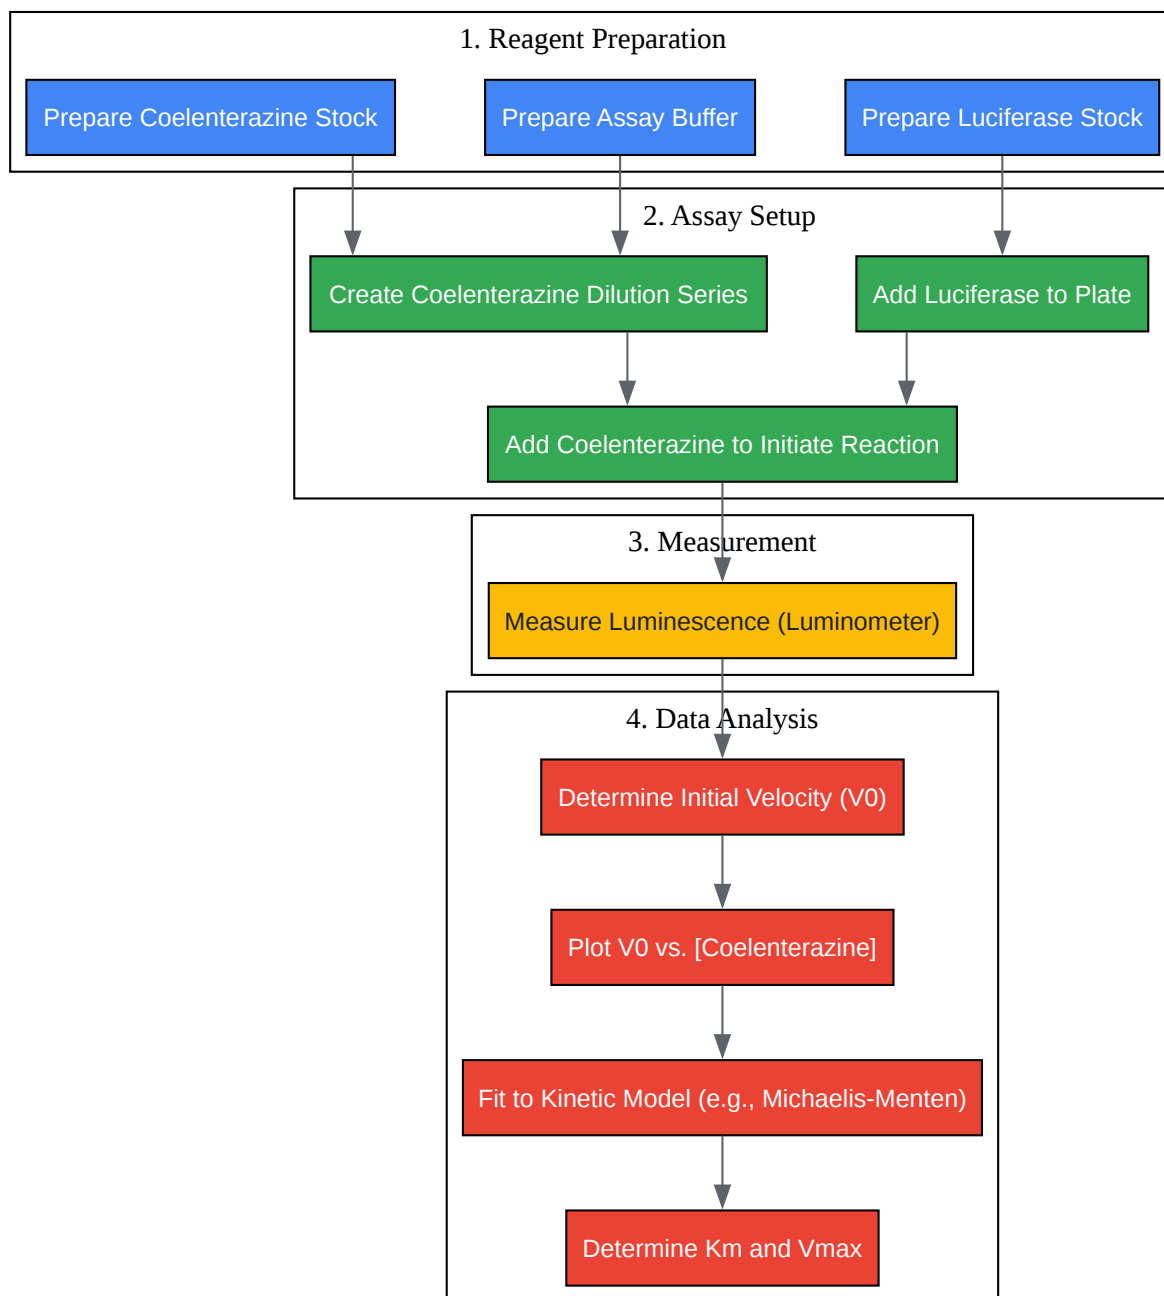 1. Reagent Preparation
Prepare Coelenterazine Stock
Prepare Assay Buffer
Prepare Luciferase Stock
2. Assay Setup
Create Coelenterazine Dilution Series
Add Luciferase to Plate
Add Coelenterazine to Initiate Reaction
3. Measurement
Measure Luminescence (Luminometer)
4. Data Analysis
Determine Initial Velocity (V0)
Plot V0 vs. [Coelenterazine]
Fit to Kinetic Model (e.g., Michaelis-Menten)
Determine Km and Vmax